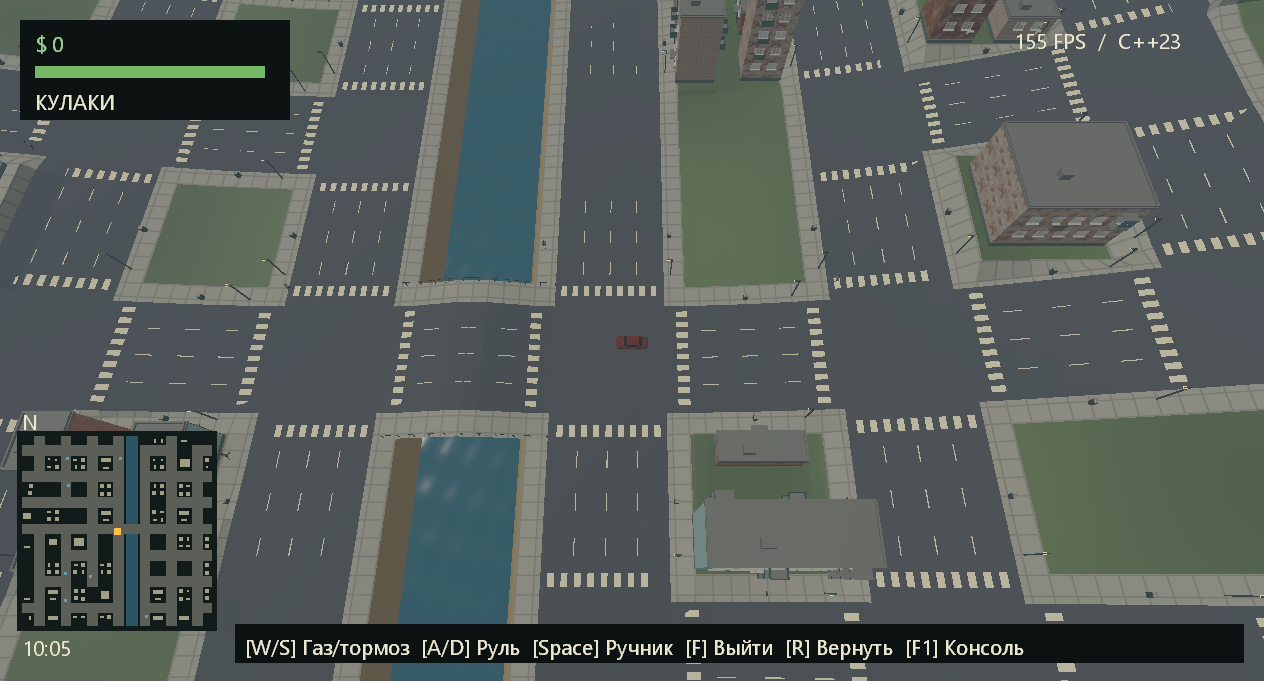 $ 0
155 FPS / C++23
КУЛАКИ
N
10:05
[W/S] Газ/тормоз [A/D] Руль [Space] Ручник [F] Выйти [R] Вернуть [F1] Консоль